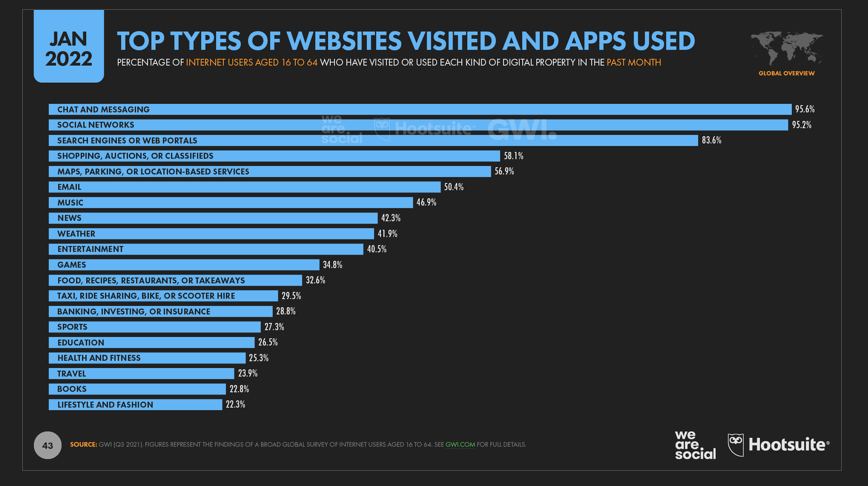 JAN
2022
TOP TYPES OF WEBSITES VISITED AND APPS USED
PERCENTAGE OF INTERNET USERS AGED 16 TO 64 WHO HAVE VISITED OR USED EACH KIND OF DIGITAL PROPERTY IN THE PAST MONTH
GLOBAL OVERVIEW
CHAT AND MESSAGING 95.6%
SOCIAL NETWORKS 95.2%
SEARCH ENGINES OR WEB PORTALS 83.6%
SHOPPING, AUCTIONS, OR CLASSIFIEDS 58.1%
MAPS, PARKING, OR LOCATION-BASED SERVICES 56.9%
EMAIL 50.4%
MUSIC 46.9%
NEWS 42.3%
WEATHER 41.9%
ENTERTAINMENT 40.5%
GAMES 34.8%
FOOD, RECIPES, RESTAURANTS, OR TAKEAWAYS 32.6%
TAXI, RIDE SHARING, BIKE, OR SCOOTER HIRE 29.5%
BANKING, INVESTING, OR INSURANCE 28.8%
SPORTS 27.3%
EDUCATION 26.5%
HEALTH AND FITNESS 25.3%
TRAVEL 23.9%
BOOKS 22.8%
LIFESTYLE AND FASHION 22.3%
we
are
social
Hootsuite®
GWI.
43
SOURCE: GWI (Q3 2021). FIGURES REPRESENT THE FINDINGS OF A BROAD GLOBAL SURVEY OF INTERNET USERS AGED 16 TO 64. SEE GWI.COM FOR FULL DETAILS.
we
are
social
Hootsuite®